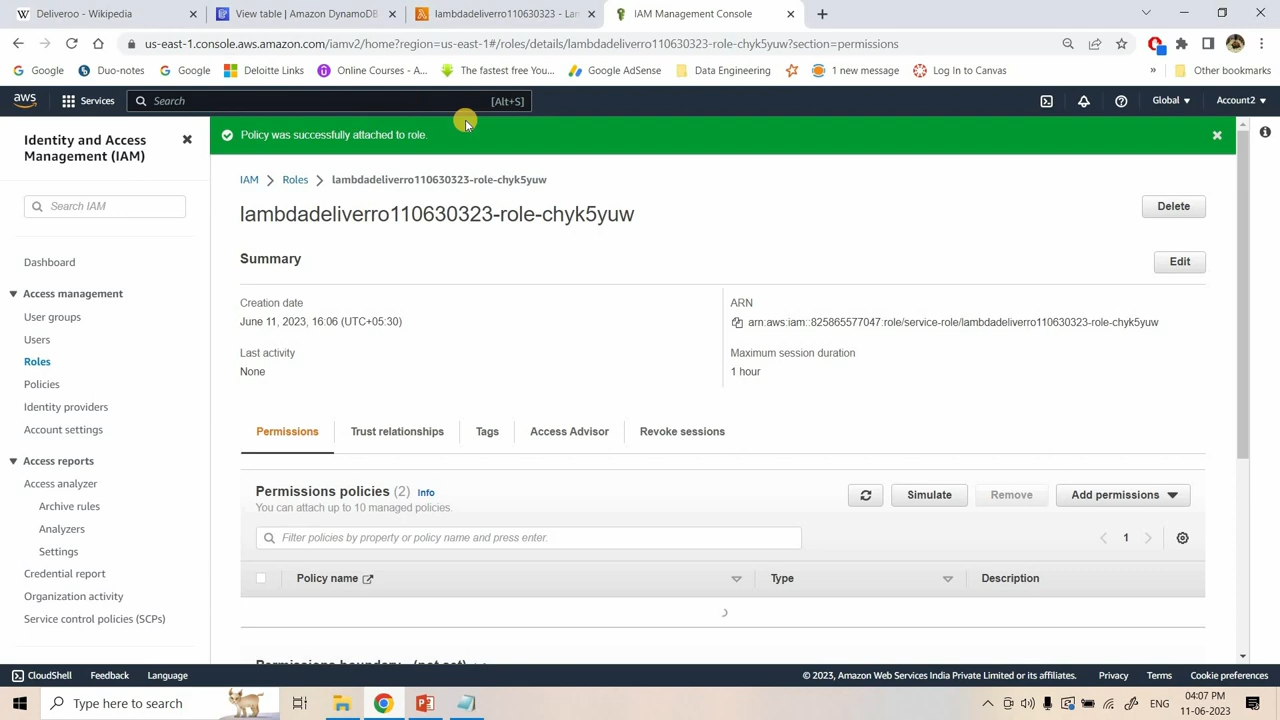 Deliveroo - Wikipedia
View table | Amazon DynamoDB
lambdadeliverro110630323 - Lam
IAM Management Console
us-east-1.console.aws.amazon.com/iamv2/home?region=us-east-1#/roles/details/lambdadeliverro110630323-role-chyk5yuw?section=permissions
Google
Duo-notes
Google
Deloitte Links
Online Courses - A...
The fastest free You...
Google AdSense
Data Engineering
1 new message
Log In to Canvas
»
Other bookmarks
aws
Services
Search
[Alt+S]
Global
Account2
Identity and Access
Management (IAM)
Search IAM
Dashboard
Access management
User groups
Users
Roles
Policies
Identity providers
Account settings
Access reports
Access analyzer
Archive rules
Analyzers
Settings
Credential report
Organization activity
Service control policies (SCPs)
Policy was successfully attached to role.
IAM > Roles > lambdadeliverro110630323-role-chyk5yuw
lambdadeliverro110630323-role-chyk5yuw
Delete
Summary
Edit
Creation date
June 11, 2023, 16:06 (UTC+05:30)
ARN
arn:aws:iam::825865577047:role/service-role/lambdadeliverro110630323-role-chyk5yuw
Last activity
None
Maximum session duration
1 hour
Permissions
Trust relationships
Tags
Access Advisor
Revoke sessions
Permissions policies (2) Info
You can attach up to 10 managed policies.
Simulate
Remove
Add permissions
Filter policies by property or policy name and press enter.
1
Policy name
Type
Description
Permissions boundary - (not set)
CloudShell
Feedback
Language
© 2023, Amazon Web Services India Private Limited or its affiliates.
Privacy
Terms
Cookie preferences
Type here to search
ENG
04:07 PM
11-06-2023